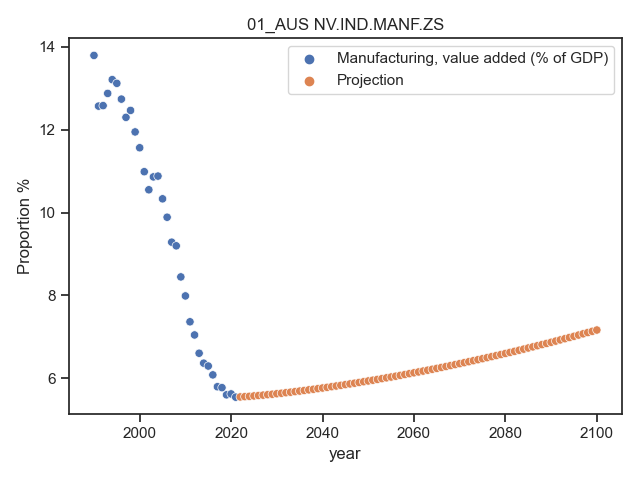 01_AUS NV.IND.MANF.ZS
Manufacturing, value added (% of GDP)
Projection
Proportion %
14
12
10
8
6
2000 2020 2040 2060 2080 2100
year